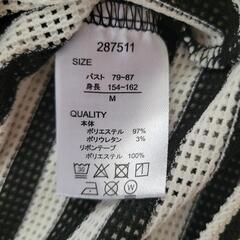 287511
SIZE
バスト 79~87
身長 154~162
M
QUALITY
本体
ポリエステル 97%
ポリウレタン 3%
リボンテープ
ポリエステル 100%